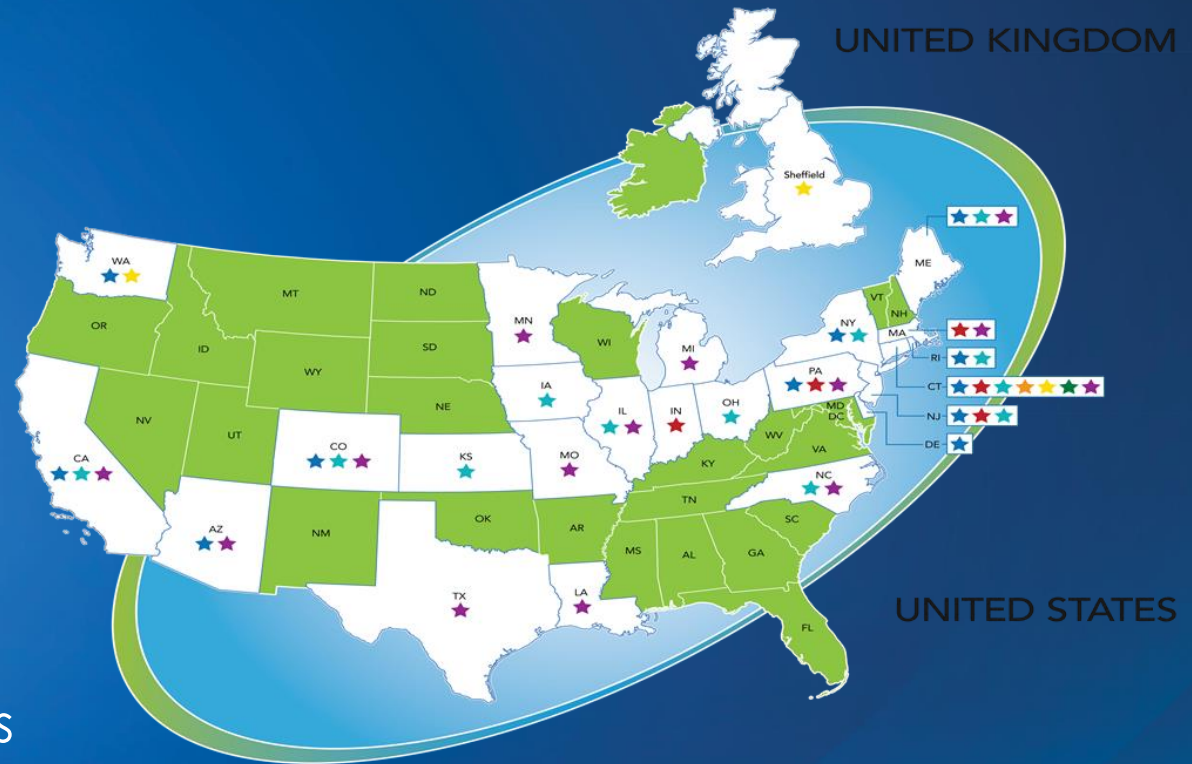 UNITED KINGDOM
Sheffield
WA
MT
ND
MN
ME
VT
NH
OR
ID
SD
WI
MI
NY
MA
RI
WY
IA
PA
CT
NE
IL
IN
OH
MD
DC
NJ
NV
UT
CO
KS
MO
WV
VA
DE
CA
KY
NC
AZ
NM
OK
AR
TN
SC
MS
AL
GA
TX
LA
UNITED STATES
FL
S